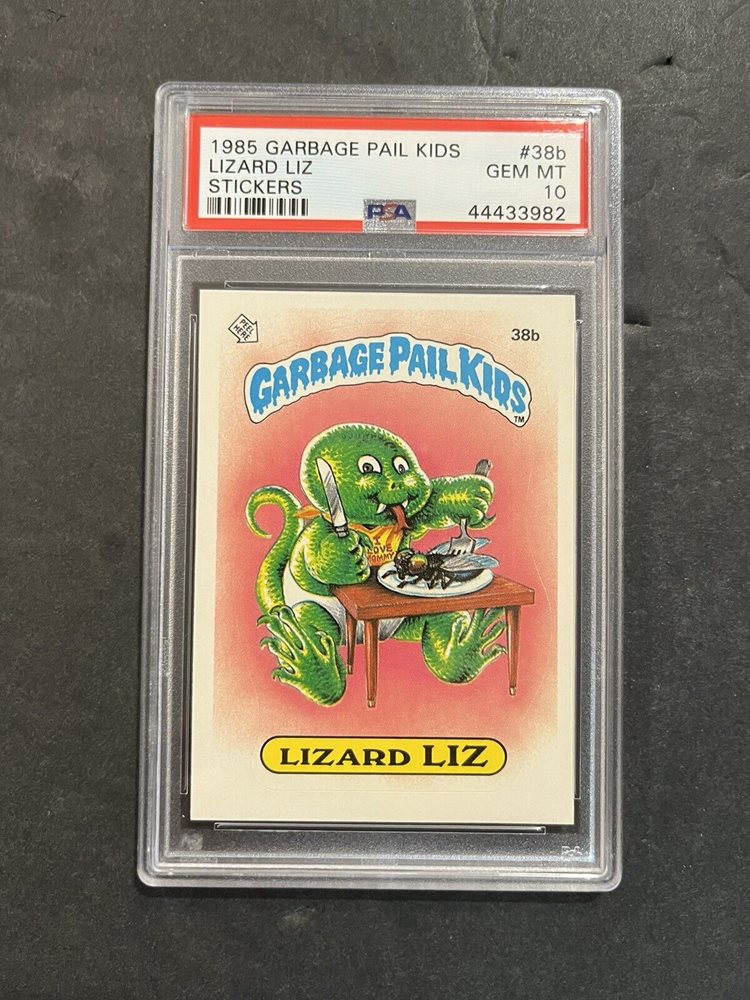 1985 GARBAGE PAIL KIDS #38b
LIZARD LIZ GEM MT
STICKERS 10
PSA 44433982
PEEL HERE
38b
GARBAGE PAIL KIDS
TM
LOVE
MOMMY
LIZARD LIZ